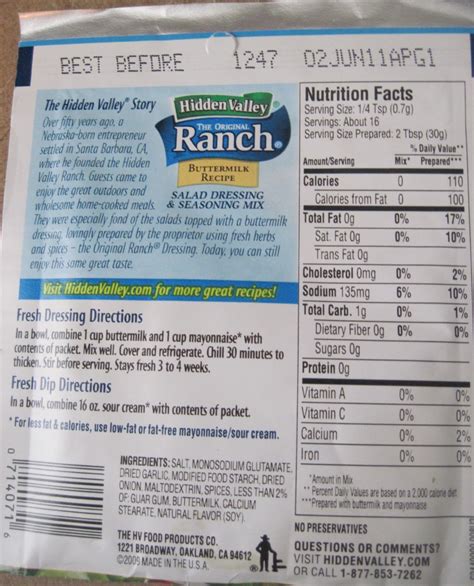 BEST BEFORE 1247 02JUN11APG1
The Hidden Valley® Story
Over fifty years ago, a
Nebraska-born entrepreneur
settled in Santa Barbara, CA,
where he founded the Hidden
Valley Ranch. Guests came to
enjoy the great outdoors and
wholesome home-cooked meals.
They were especially fond of the salads topped with a buttermilk
dressing, lovingly prepared by the proprietor using fresh herbs
and spices – the Original Ranch® Dressing. Today, you can still
enjoy this same great taste.
Hidden Valley®
THE ORIGINAL
Ranch®
BUTTERMILK
RECIPE
SALAD DRESSING
& SEASONING MIX
Visit HiddenValley.com for more great recipes!
Fresh Dressing Directions
In a bowl, combine 1 cup buttermilk and 1 cup mayonnaise* with
contents of packet. Mix well. Cover and refrigerate. Chill 30 minutes to
thicken. Stir before serving. Stays fresh 3 to 4 weeks.
Fresh Dip Directions
In a bowl, combine 16 oz. sour cream* with contents of packet.
*For less fat & calories, use low-fat or fat-free mayonnaise/sour cream.
INGREDIENTS: SALT, MONOSODIUM GLUTAMATE,
DRIED GARLIC, MODIFIED FOOD STARCH, DRIED
ONION, MALTODEXTRIN, SPICES, LESS THAN 2%
OF: GUAR GUM, BUTTERMILK, CALCIUM
STEARATE, NATURAL FLAVOR (SOY).
THE HV FOOD PRODUCTS CO.
1221 BROADWAY, OAKLAND, CA 94612
©2009 MADE IN U.S.A.
0 714071 6
Nutrition Facts
Serving Size: 1/4 Tsp (0.7g)
Servings: About 16
Serving Size Prepared: 2 Tbsp (30g)
% Daily Value**
Amount/Serving Mix* Prepared***
Calories 0 110
Calories from Fat 0 100
Total Fat 0g 0% 17%
Sat. Fat 0g 0% 10%
Trans Fat 0g
Cholesterol 0mg 0% 2%
Sodium 135mg 6% 10%
Total Carb. 1g 0% 1%
Dietary Fiber 0g 0% 0%
Sugars 0g
Protein 0g
Vitamin A 0% 0%
Vitamin C 0% 0%
Calcium 0% 2%
Iron 0% 0%
*Amount in Mix
** Percent Daily Values are based on a 2,000 calorie diet.
***Prepared with buttermilk and mayonnaise
NO PRESERVATIVES
QUESTIONS OR COMMENTS?
VISIT HIDDENVALLEY.COM
OR CALL 1-877-853-7262